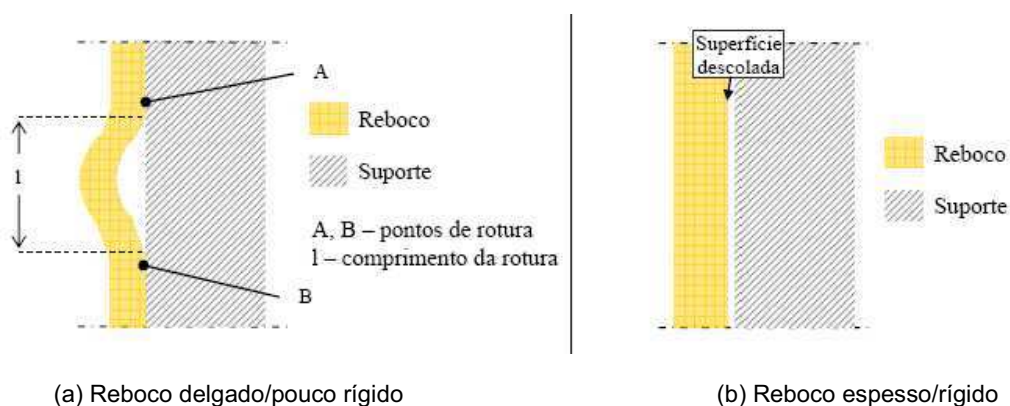 A
Reboco
Suporte
l
A, B – pontos de rotura
l – comprimento da rotura
B
(a) Reboco delgado/pouco rígido
Superfície
descolada
Reboco
Suporte
(b) Reboco espesso/rígido